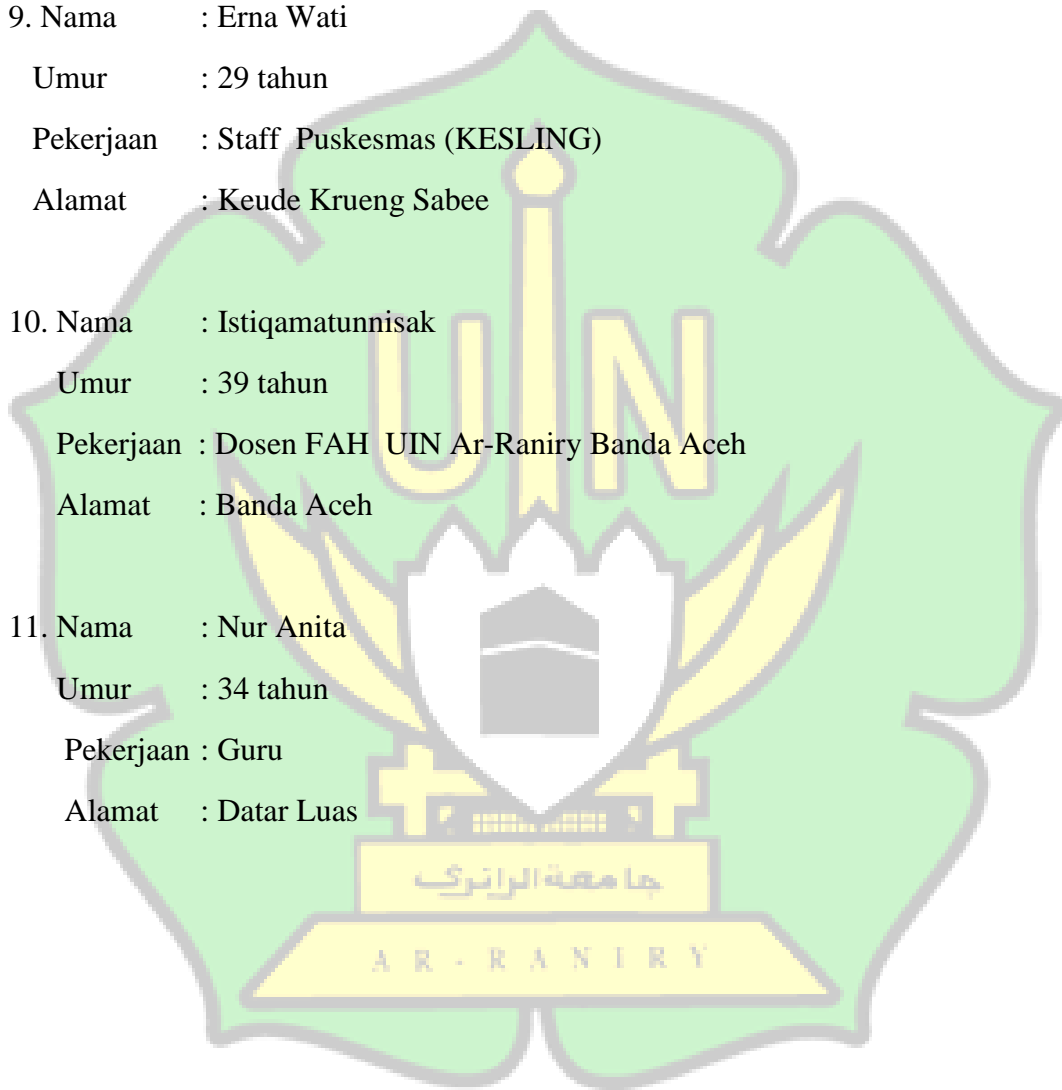 9. Nama : Erna Wati
Umur : 29 tahun
Pekerjaan : Staff Puskesmas (KESLING)
Alamat : Keude Krueng Sabee
10. Nama : Istiqamatunnisak
Umur : 39 tahun
Pekerjaan : Dosen FAH UIN Ar-Raniry Banda Aceh
Alamat : Banda Aceh
11. Nama : Nur Anita
Umur : 34 tahun
Pekerjaan : Guru
Alamat : Datar Luas
UIN
جامعة الرانري
AR-RANIRY